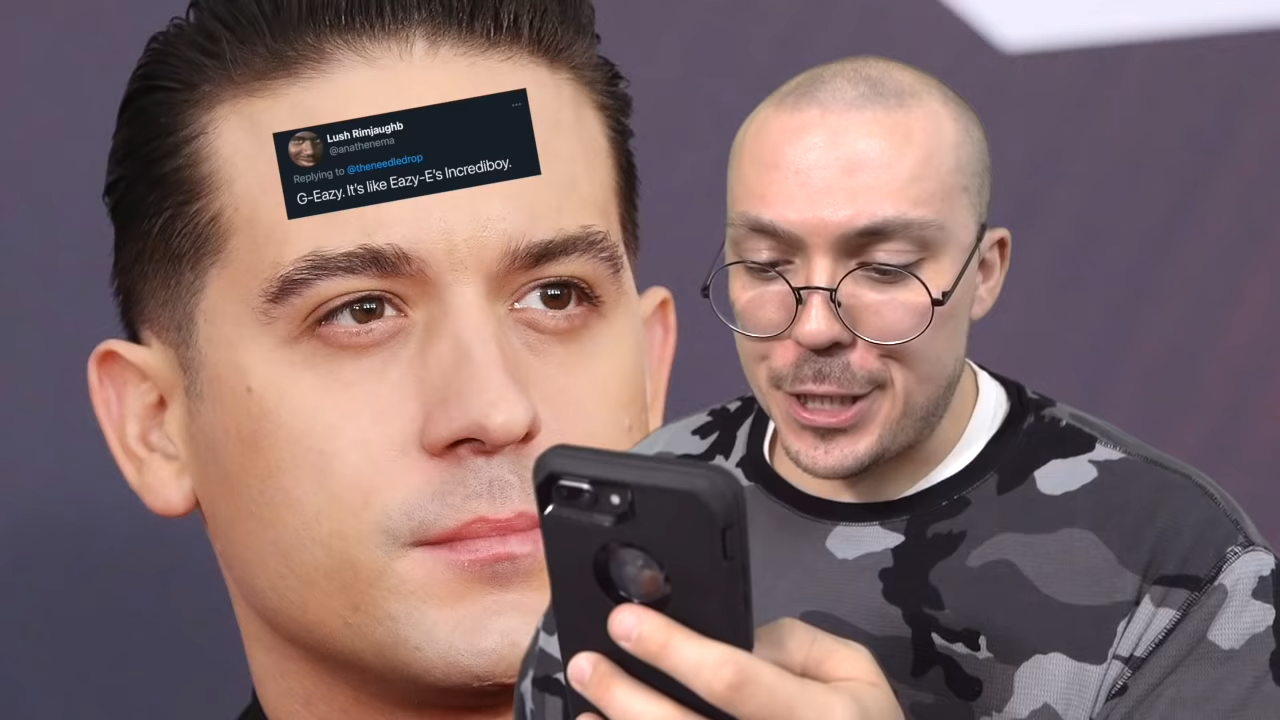 Lush Rimjaughb
@anathenema
Replying to @theneedledrop
G-Eazy. It's like Eazy-E's Incrediboy.